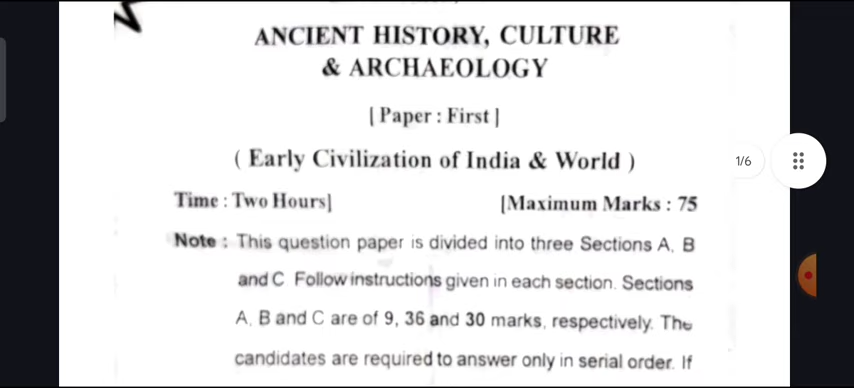 ANCIENT HISTORY, CULTURE
& ARCHAEOLOGY
[ Paper : First ]
( Early Civilization of India & World )
1/6
Time : Two Hours]  [Maximum Marks : 75
Note : This question paper is divided into three Sections A, B
and C Follow instructions given in each section. Sections
A, B and C are of 9, 36 and 30 marks, respectively. The
candidates are required to answer only in serial order. If